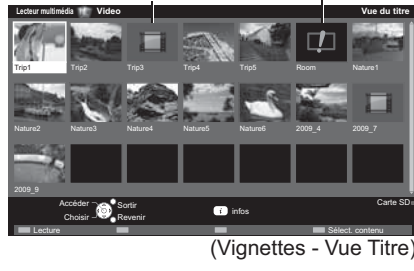 Lecteur multimédia Video Vue du titre
Trip1 Trip2 Trip3 Trip4 Trip5 Room Nature1
Nature2 Nature3 Nature4 Nature5 Nature6 2009_4 2009_7
2009_9
Accéder Sortir
Choisir Revenir
i infos
Carte SD
Lecture
Sélect. contenu
(Vignettes - Vue Titre)